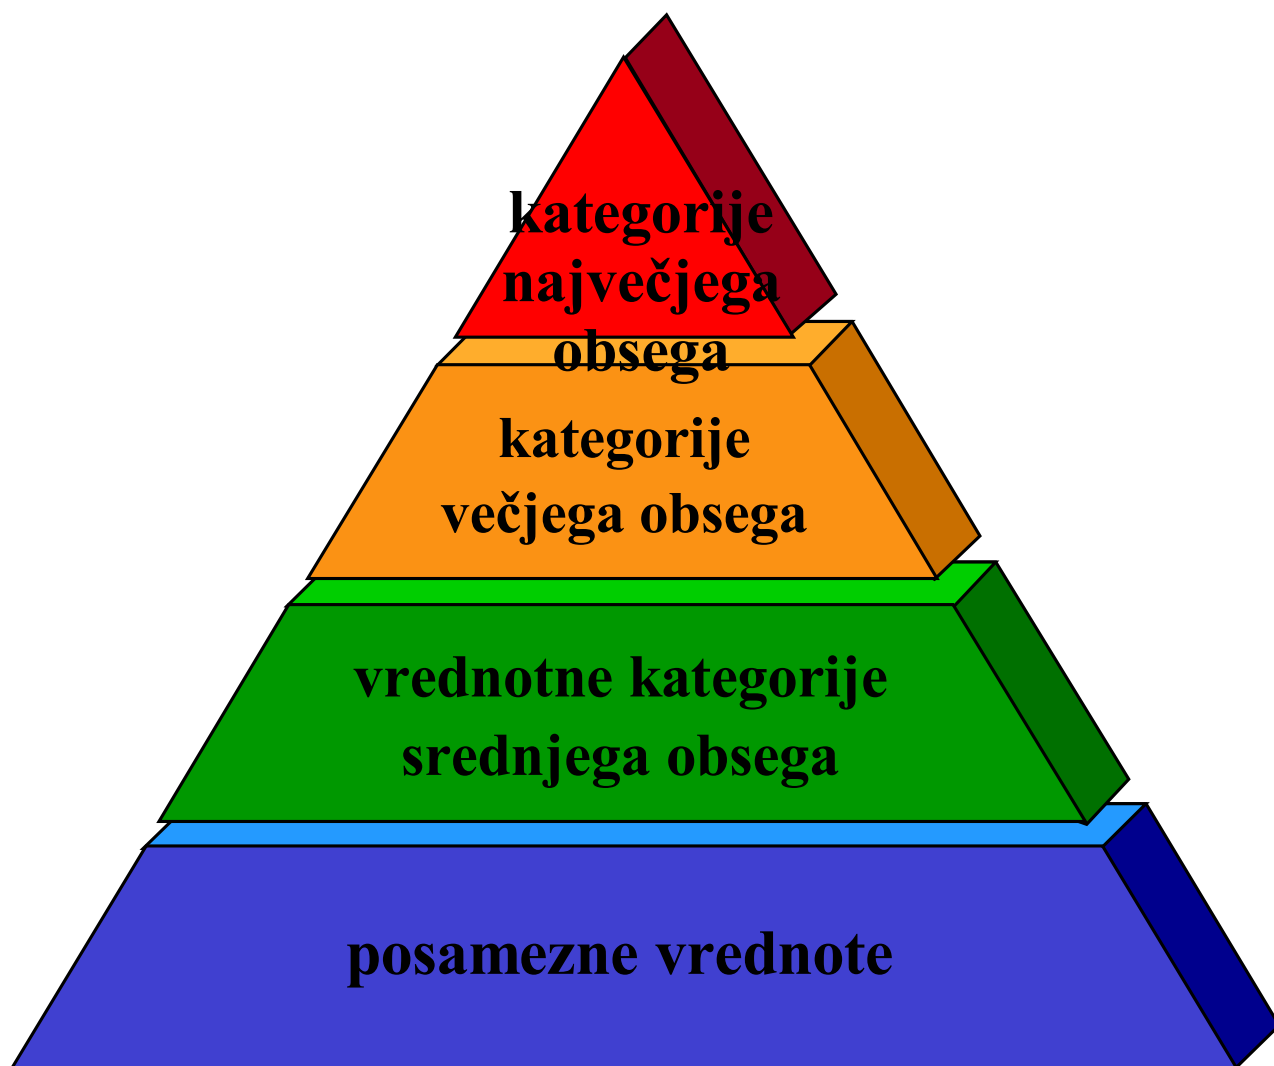 kategorije
največjega
obsega
kategorije
večjega obsega
vrednotne kategorije
srednjega obsega
posamezne vrednote